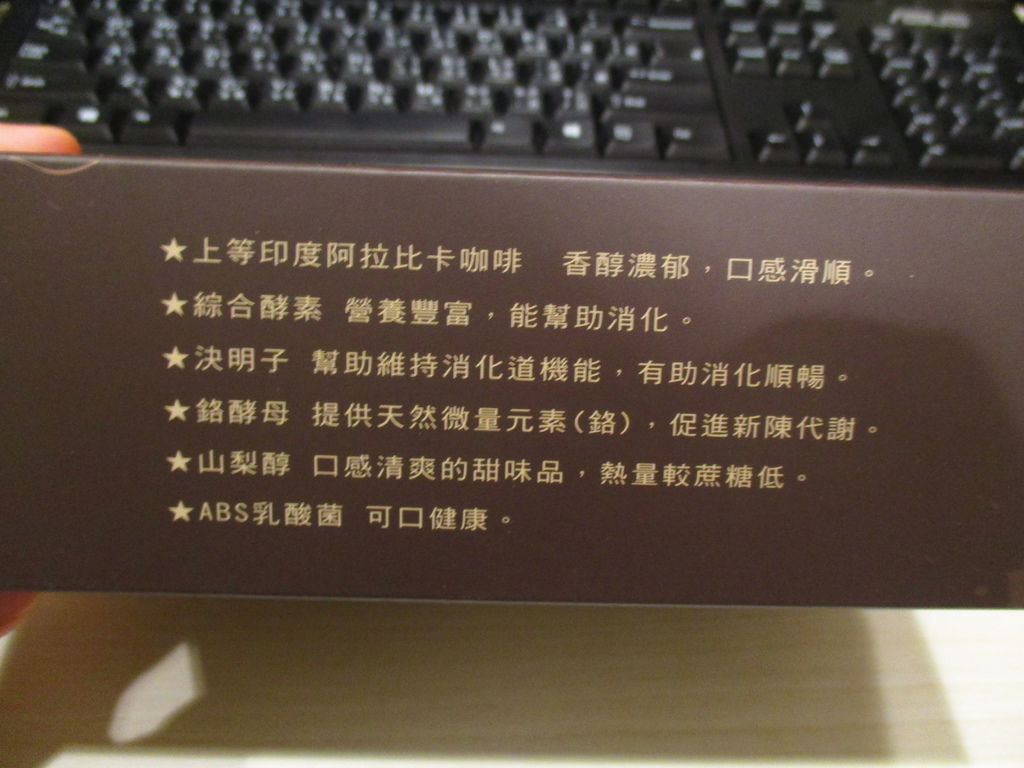 ★上等印度阿拉比卡咖啡　香醇濃郁，口感滑順。
★綜合酵素 營養豐富，能幫助消化。
★決明子 幫助維持消化道機能，有助消化順暢。
★鉻酵母 提供天然微量元素(鉻)，促進新陳代謝。
★山梨醇 口感清爽的甜味品，熱量較蔗糖低。
★ABS乳酸菌 可口健康。